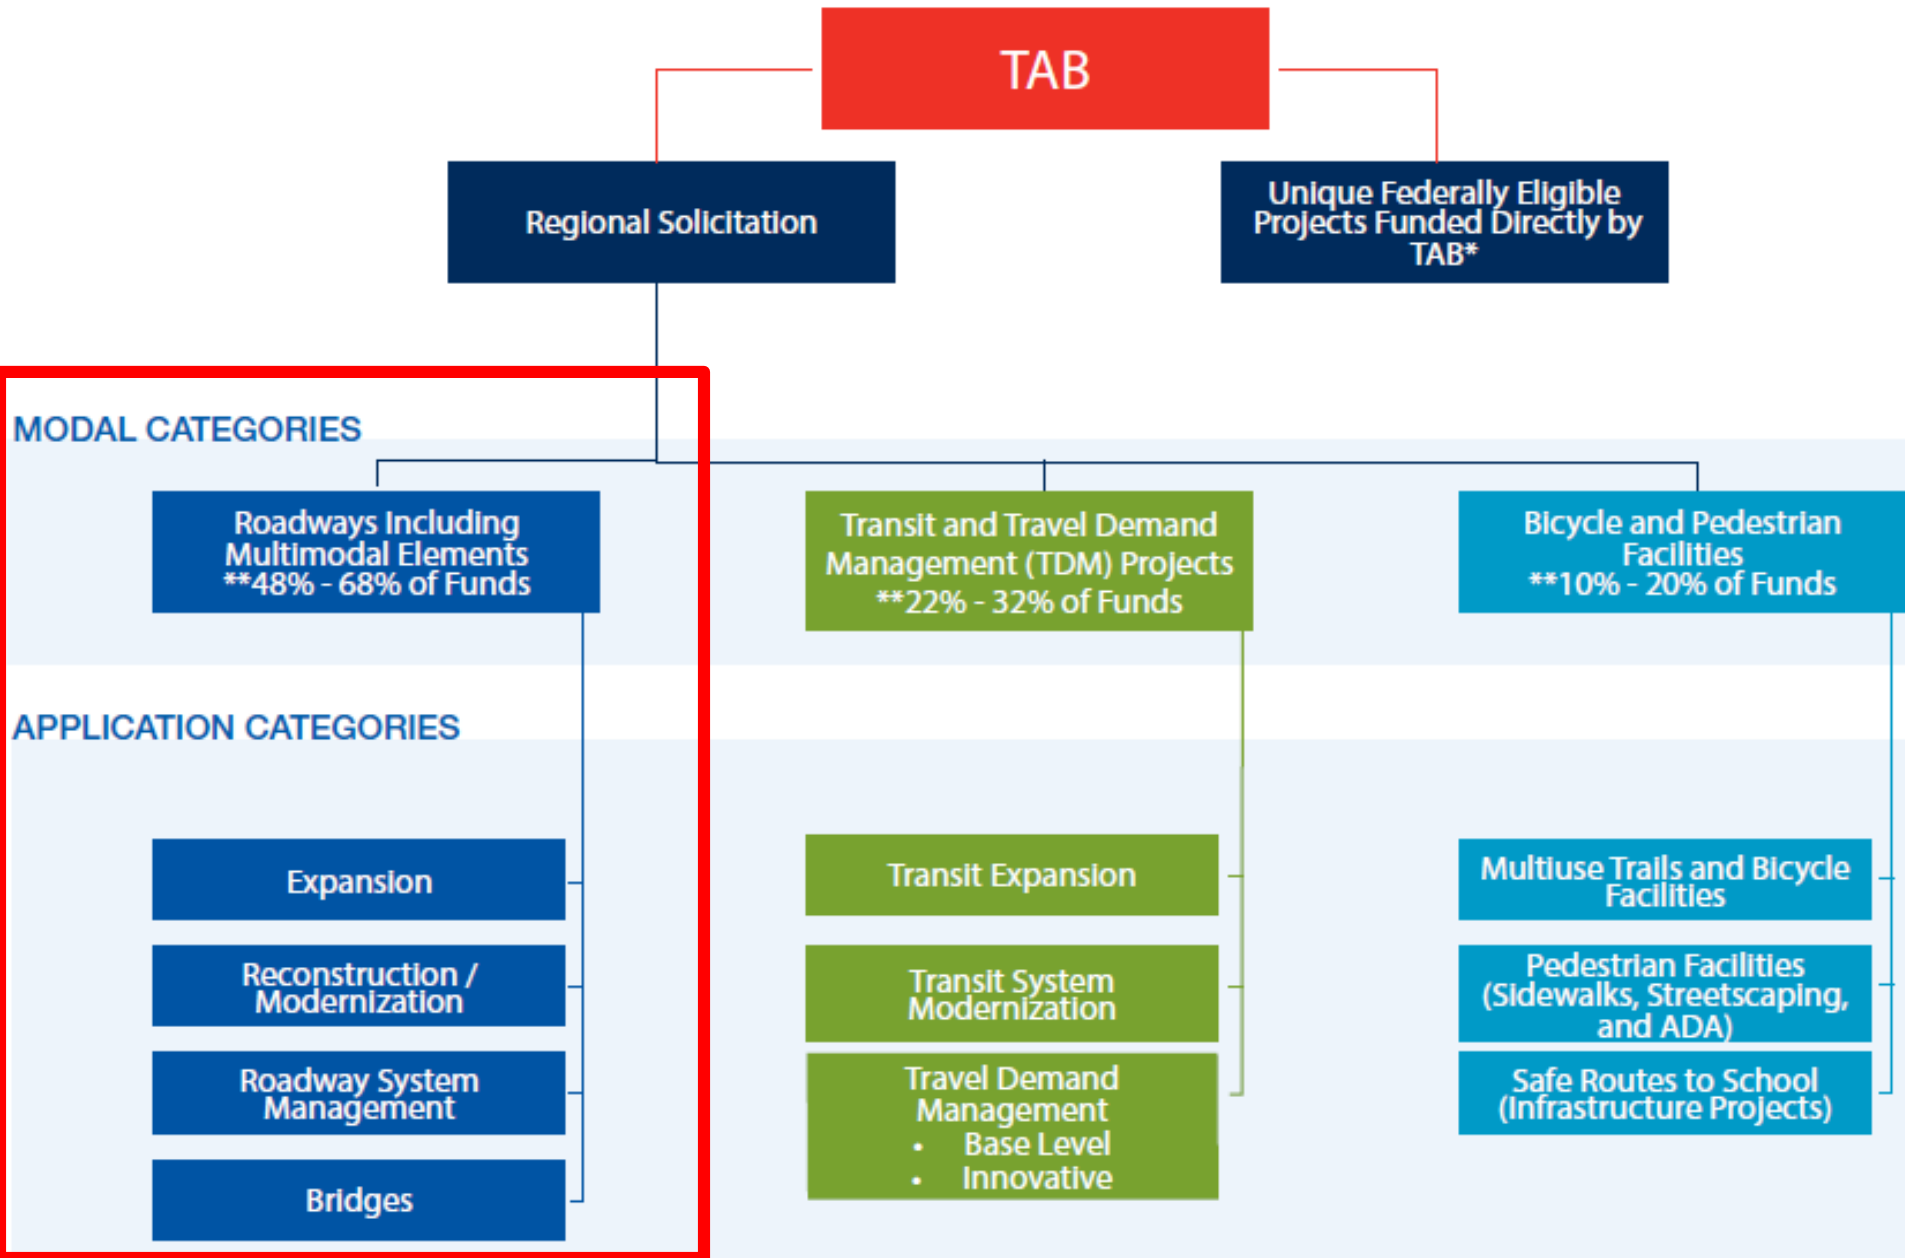 TAB
Regional Solicitation
Unique Federally Eligible
Projects Funded Directly by
TAB*
MODAL CATEGORIES
Roadways Including
Multimodal Elements
**48% - 68% of Funds
Transit and Travel Demand
Management (TDM) Projects
**22% - 32% of Funds
Bicycle and Pedestrian
Facilities
**10% - 20% of Funds
APPLICATION CATEGORIES
Expansion
Reconstruction /
Modernization
Roadway System
Management
Bridges
Transit Expansion
Transit System
Modernization
Travel Demand
Management
• Base Level
• Innovative
Multiuse Trails and Bicycle
Facilities
Pedestrian Facilities
(Sidewalks, Streetscaping,
and ADA)
Safe Routes to School
(Infrastructure Projects)